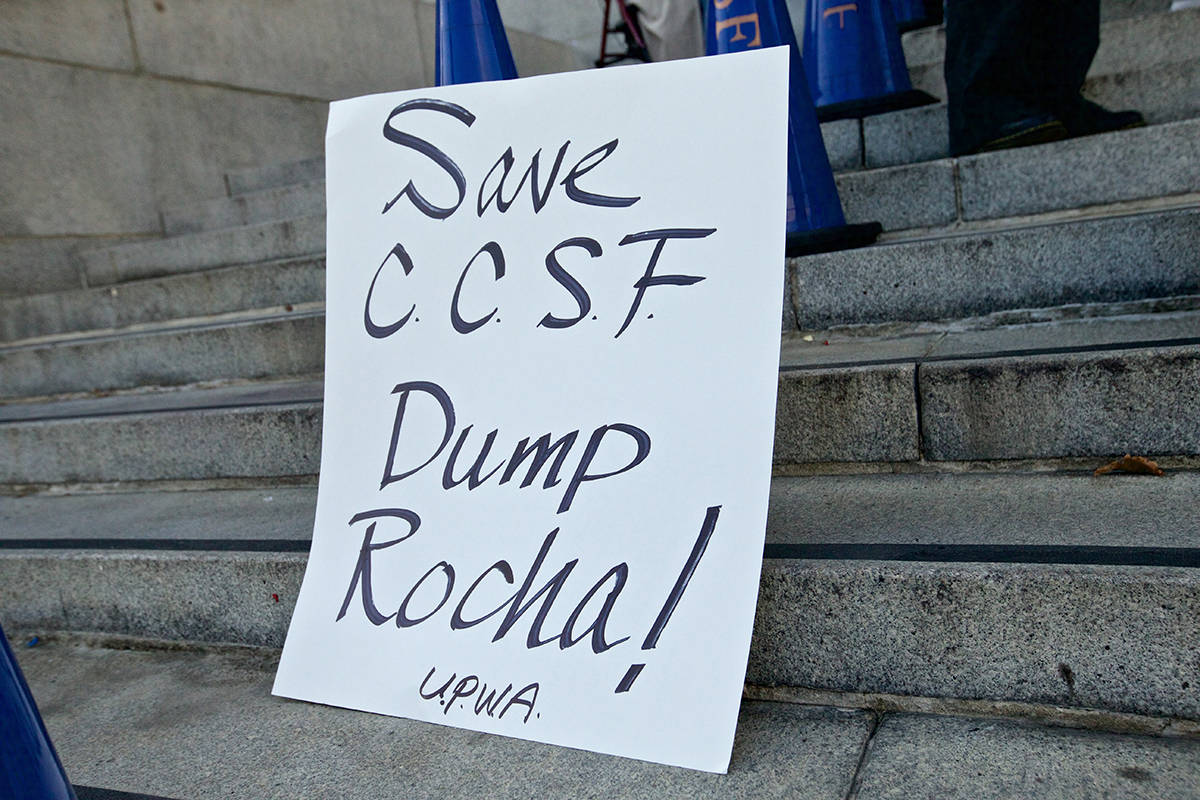 Save
C.C.S.F.
Dump
Rocha!
U.P.W.A.